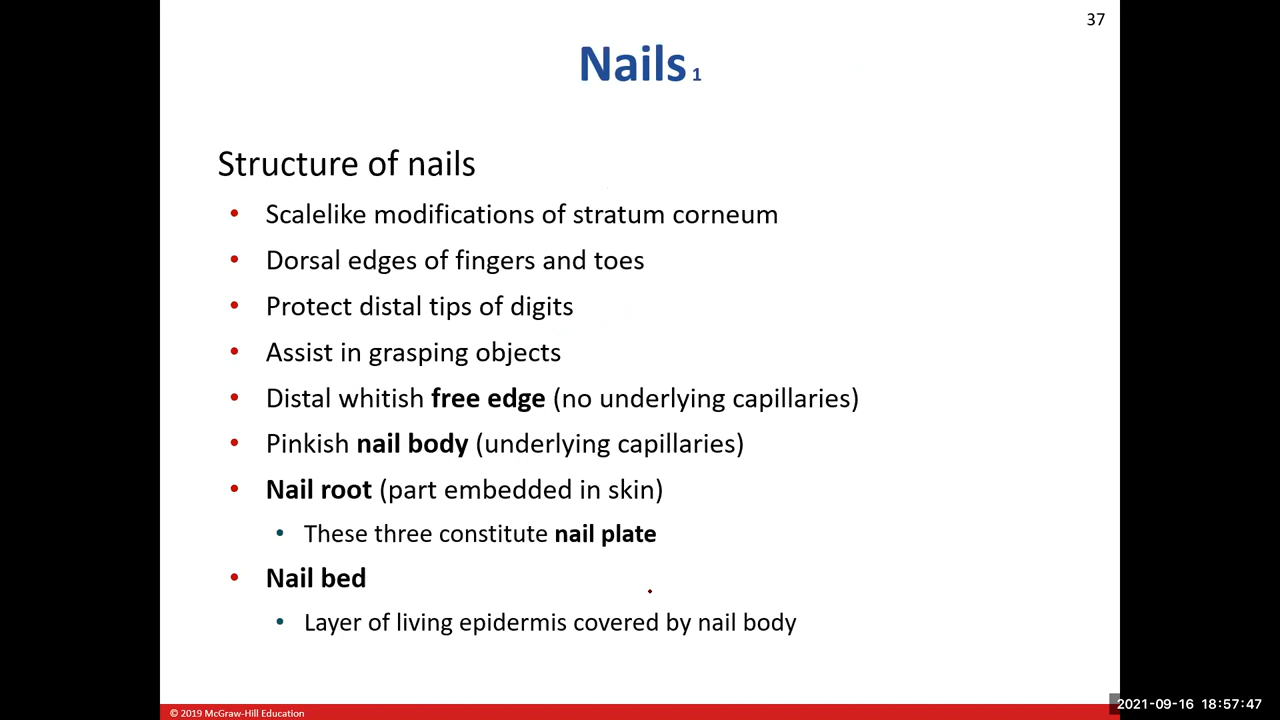 37
Nails 1
Structure of nails
• Scalelike modifications of stratum corneum
• Dorsal edges of fingers and toes
• Protect distal tips of digits
• Assist in grasping objects
• Distal whitish free edge (no underlying capillaries)
• Pinkish nail body (underlying capillaries)
• Nail root (part embedded in skin)
• These three constitute nail plate
• Nail bed
• Layer of living epidermis covered by nail body
© 2019 McGraw-Hill Education
2021-09-16 18:57:47